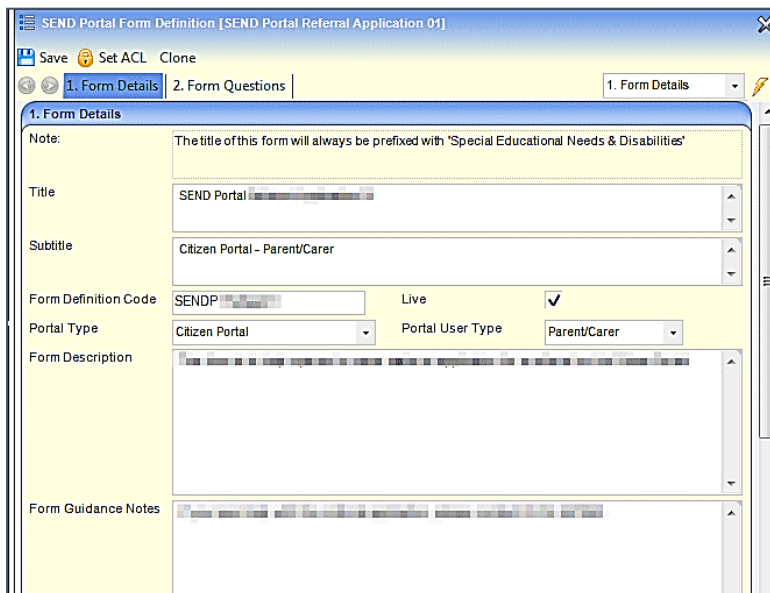 SEND Portal Form Definition [SEND Portal Referral Application 01]
Save Set ACL Clone
1. Form Details 2. Form Questions 1. Form Details
1. Form Details
Note: The title of this form will always be prefixed with 'Special Educational Needs & Disabilities'
Title SEND Portal
Subtitle Citizen Portal - Parent/Carer
Form Definition Code SENDP Live
Portal Type Citizen Portal Portal User Type Parent/Carer
Form Description
Form Guidance Notes